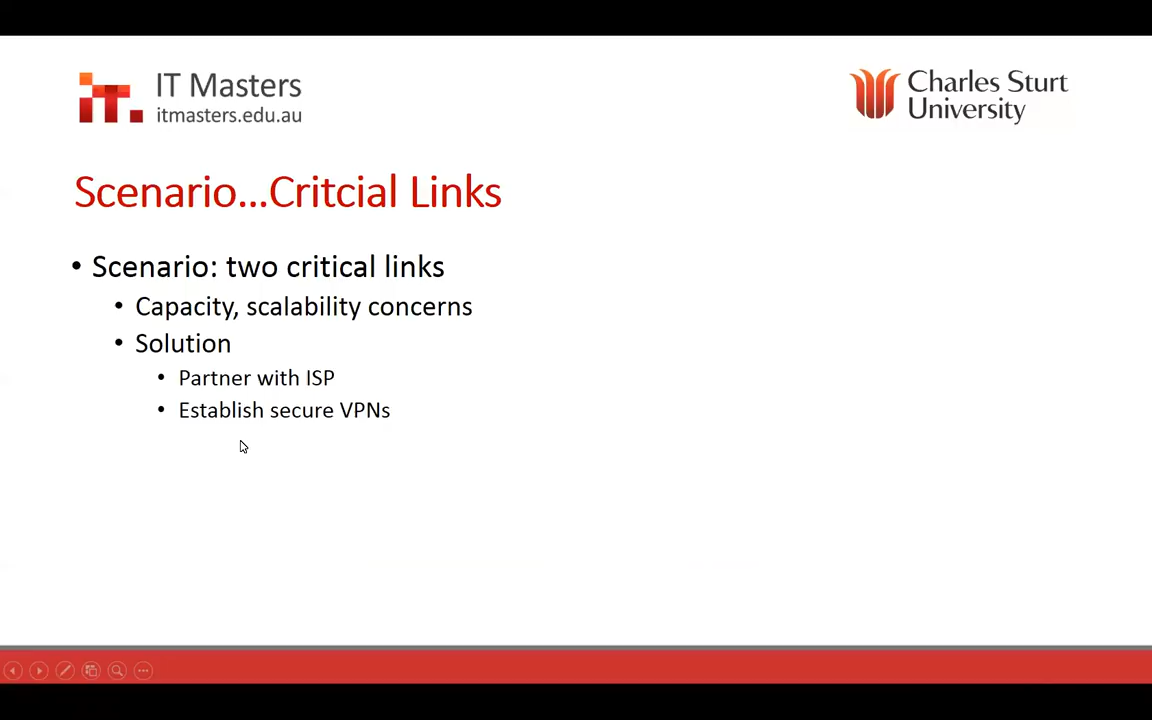 IT Masters
itmasters.edu.au
Charles Sturt
University
Scenario...Critcial Links
• Scenario: two critical links
• Capacity, scalability concerns
• Solution
• Partner with ISP
• Establish secure VPNs